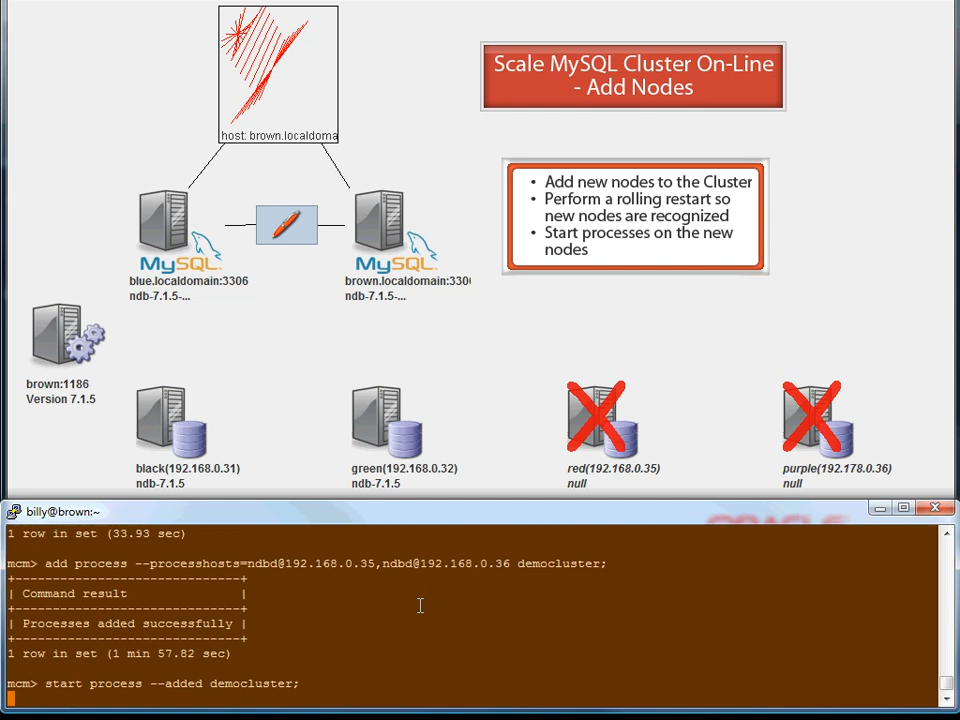 host: brown.localdoma
Scale MySQL Cluster On-Line
- Add Nodes
• Add new nodes to the Cluster
• Perform a rolling restart so
new nodes are recognized
• Start processes on the new
nodes
MySQL
MySQL
blue.localdomain:3306
ndb-7.1.5-...
brown.localdomain:330
ndb-7.1.5-...
brown:1186
Version 7.1.5
black(192.168.0.31)
ndb-7.1.5
green(192.168.0.32)
ndb-7.1.5
red(192.168.0.35)
null
purple(192.178.0.36)
null
billy@brown:~
1 row in set (33.93 sec)
mcm> add process --processhosts=ndbd@192.168.0.35,ndbd@192.168.0.36 democluster;
+------------------------------+
| Command result |
+------------------------------+
| Processes added successfully |
+------------------------------+
1 row in set (1 min 57.82 sec)
mcm> start process --added democluster;